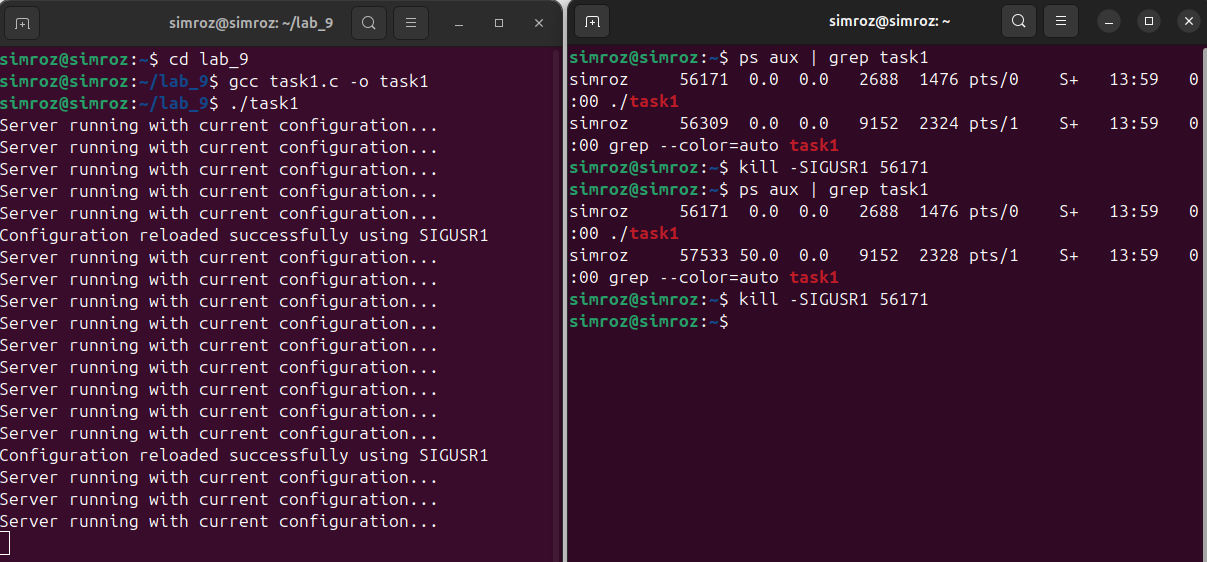 simroz@simroz: ~/lab_9
simroz@simroz:~$ cd lab_9
simroz@simroz:~/lab_9$ gcc task1.c -o task1
simroz@simroz:~/lab_9$ ./task1
Server running with current configuration...
Server running with current configuration...
Server running with current configuration...
Server running with current configuration...
Server running with current configuration...
Configuration reloaded successfully using SIGUSR1
Server running with current configuration...
Server running with current configuration...
Server running with current configuration...
Server running with current configuration...
Server running with current configuration...
Server running with current configuration...
Server running with current configuration...
Server running with current configuration...
Server running with current configuration...
Configuration reloaded successfully using SIGUSR1
Server running with current configuration...
Server running with current configuration...
Server running with current configuration...
simroz@simroz: ~
simroz@simroz:~$ ps aux | grep task1
simroz     56171  0.0  0.0   2688  1476 pts/0    S+   13:59   0
:00 ./task1
simroz     56309  0.0  0.0   9152  2324 pts/1    S+   13:59   0
:00 grep --color=auto task1
simroz@simroz:~$ kill -SIGUSR1 56171
simroz@simroz:~$ ps aux | grep task1
simroz     56171  0.0  0.0   2688  1476 pts/0    S+   13:59   0
:00 ./task1
simroz     57533 50.0  0.0   9152  2328 pts/1    S+   13:59   0
:00 grep --color=auto task1
simroz@simroz:~$ kill -SIGUSR1 56171
simroz@simroz:~$